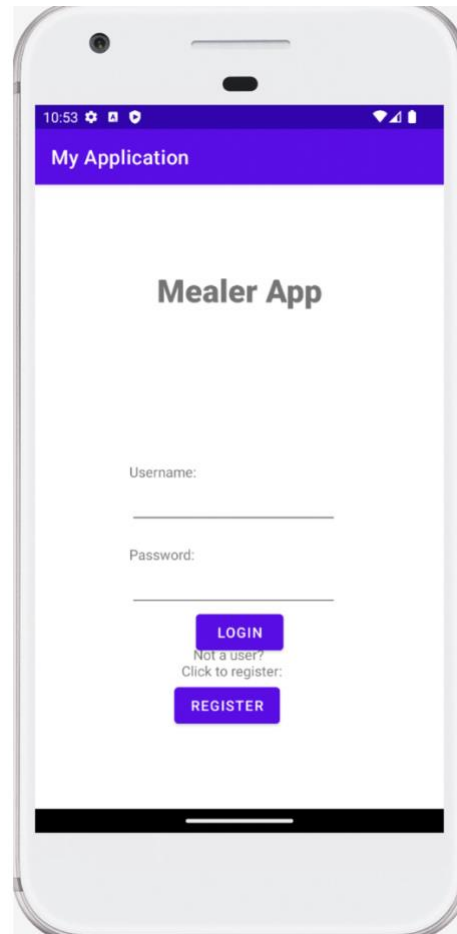 10:53
My Application
Mealer App
Username:
Password:
LOGIN
Not a user?
Click to register:
REGISTER